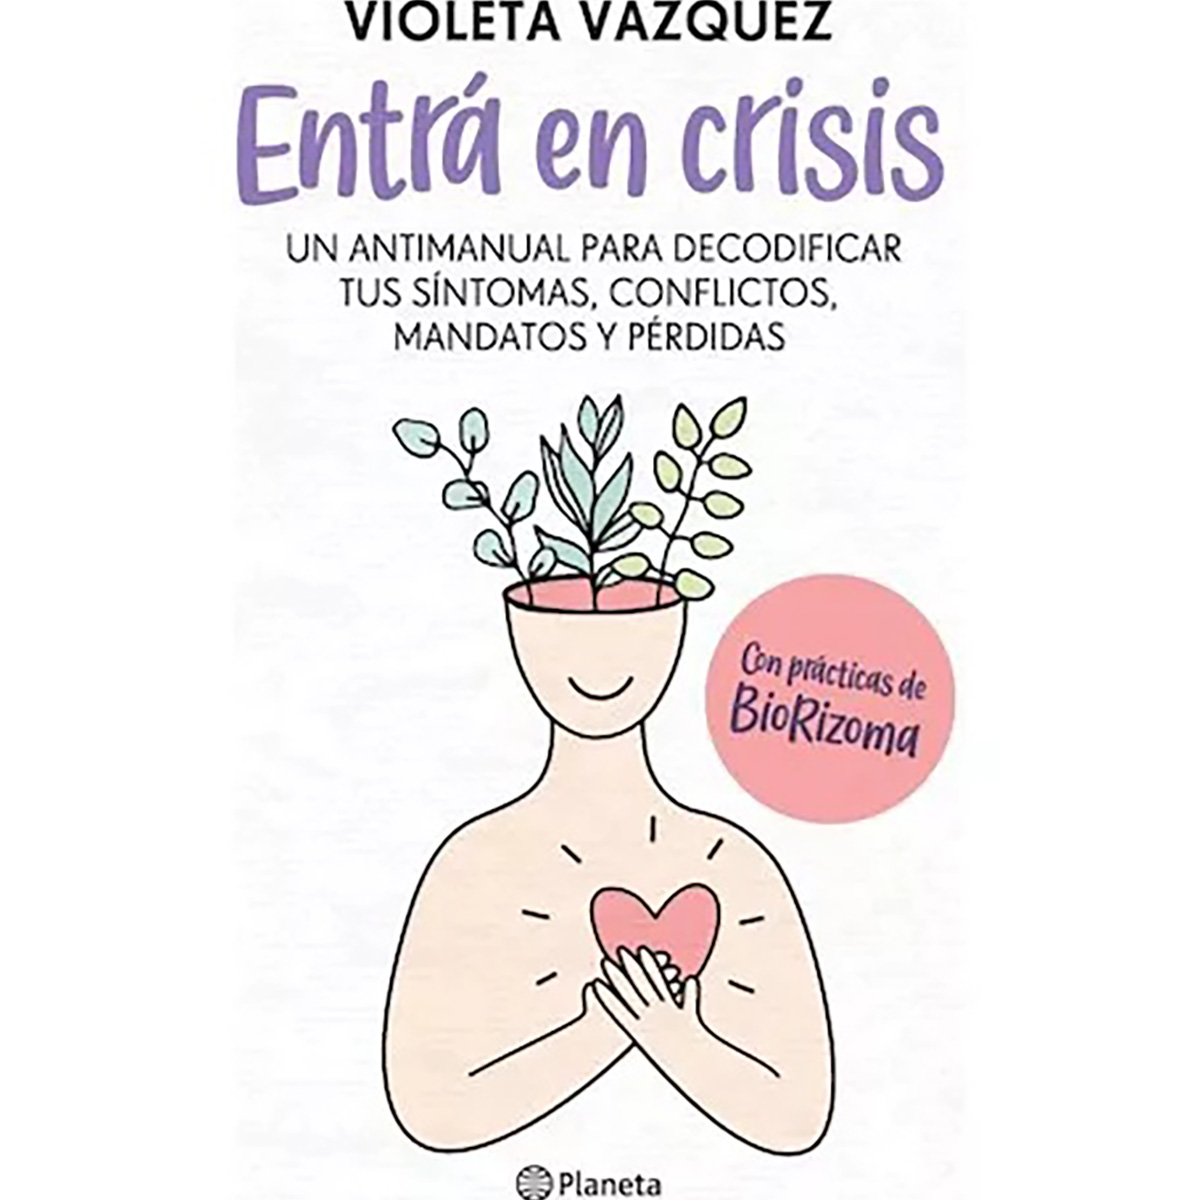 VIOLETA VAZQUEZ
Entrá en crisis
UN ANTIMANUAL PARA DECODIFICAR
TUS SÍNTOMAS, CONFLICTOS,
MANDATOS Y PÉRDIDAS
Con prácticas de
BioRizoma
Planeta